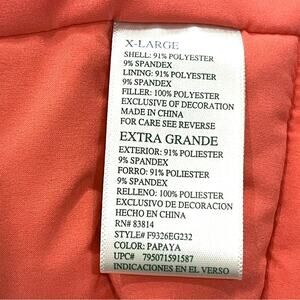 X-LARGE
SHELL: 91% POLYESTER
9% SPANDEX
LINING: 91% POLYESTER
9% SPANDEX
FILLER: 100% POLYESTER
EXCLUSIVE OF DECORATION
MADE IN CHINA
FOR CARE SEE REVERSE
EXTRA GRANDE
EXTERIOR: 91% POLIESTER
9% SPANDEX
FORRO: 91% POLIESTER
9% SPANDEX
RELLENO: 100% POLIESTER
EXCLUSIVO DE DECORACION
HECHO EN CHINA
RN# 83814
STYLE# F9326EG232
COLOR: PAPAYA
UPC# 795071591587
INDICACIONES EN EL VERSO